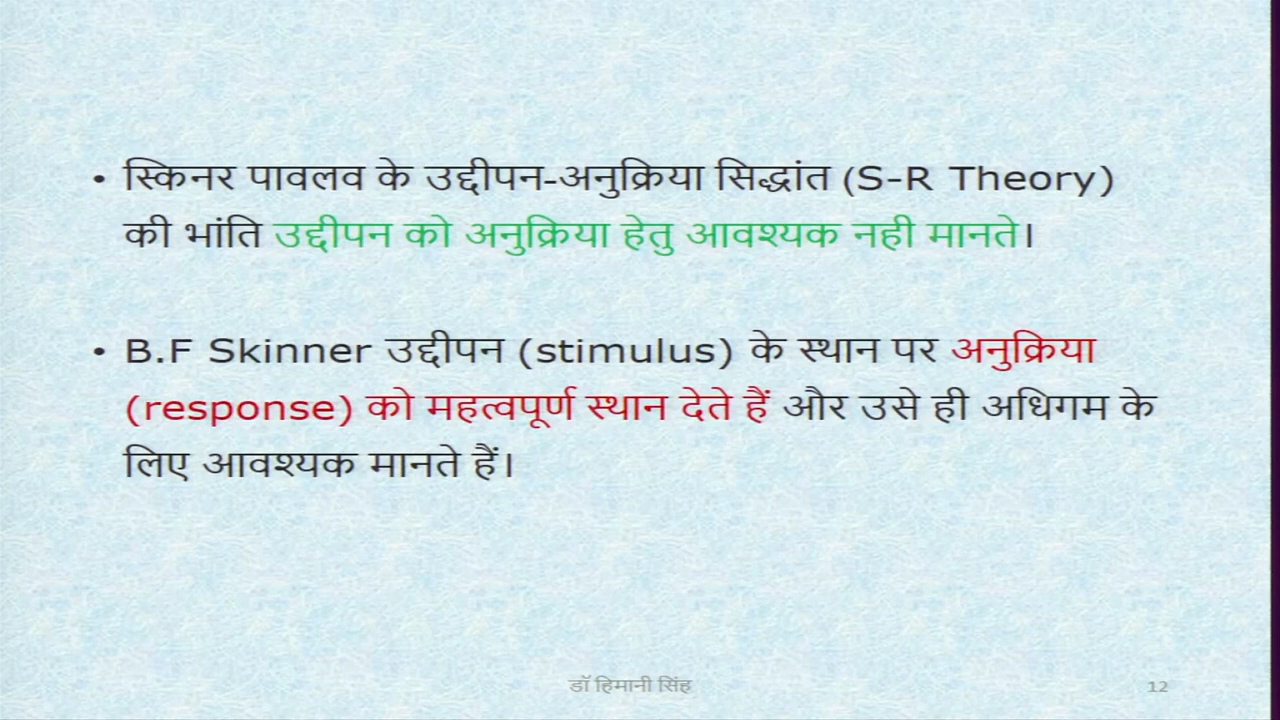 • स्किनर पावलव के उद्दीपन-अनुक्रिया सिद्धांत (S-R Theory)
की भांति उद्दीपन को अनुक्रिया हेतु आवश्यक नही मानते।
• B.F Skinner उद्दीपन (stimulus) के स्थान पर अनुक्रिया
(response) को महत्वपूर्ण स्थान देते हैं और उसे ही अधिगम के
लिए आवश्यक मानते हैं।
डॉ हिमानी सिंह
12